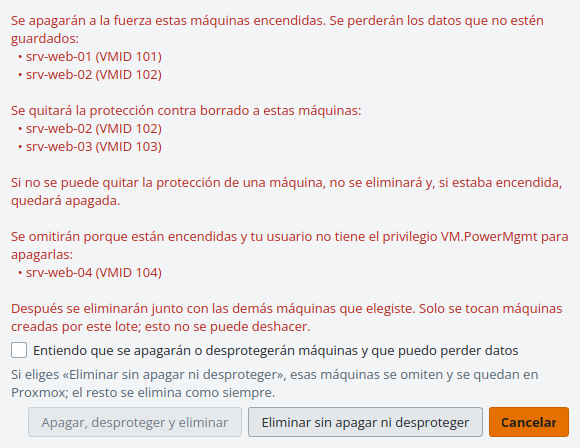 Se apagarán a la fuerza estas máquinas encendidas. Se perderán los datos que no estén
guardados:
• srv-web-01 (VMID 101)
• srv-web-02 (VMID 102)
Se quitará la protección contra borrado a estas máquinas:
• srv-web-02 (VMID 102)
• srv-web-03 (VMID 103)
Si no se puede quitar la protección de una máquina, no se eliminará y, si estaba encendida,
quedará apagada.
Se omitirán porque están encendidas y tu usuario no tiene el privilegio VM.PowerMgmt para
apagarlas:
• srv-web-04 (VMID 104)
Después se eliminarán junto con las demás máquinas que elegiste. Solo se tocan máquinas
creadas por este lote; esto no se puede deshacer.
Entiendo que se apagarán o desprotegerán máquinas y que puedo perder datos
Si eliges «Eliminar sin apagar ni desproteger», esas máquinas se omiten y se quedan en
Proxmox; el resto se elimina como siempre.
Apagar, desproteger y eliminar
Eliminar sin apagar ni desproteger
Cancelar